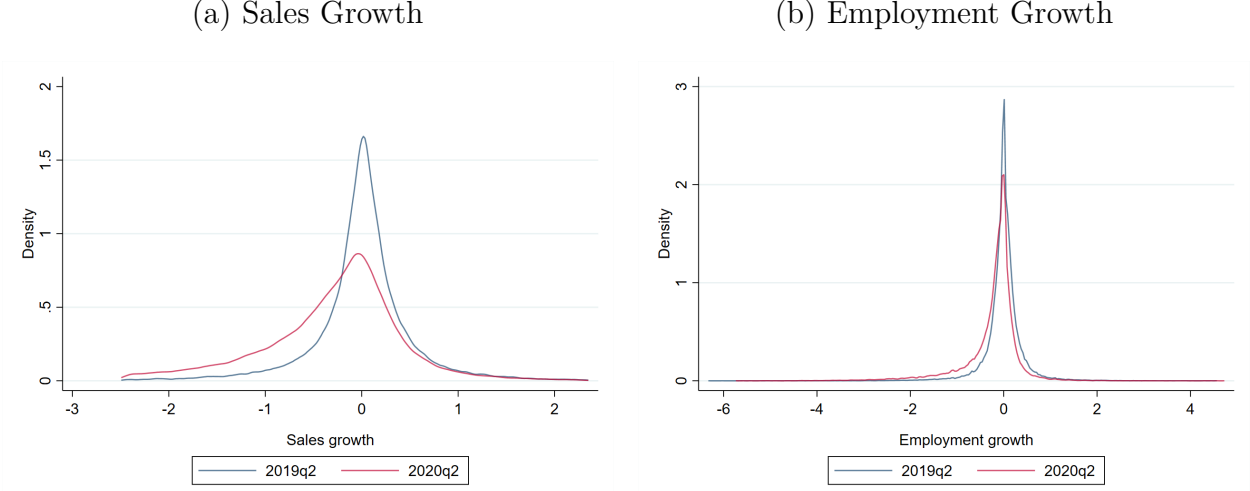 (a) Sales Growth
Density
2
1.5
1
.5
0
-3 -2 -1 0 1 2
Sales growth
2019q2 2020q2
(b) Employment Growth
Density
3
2
1
0
-6 -4 -2 0 2 4
Employment growth
2019q2 2020q2